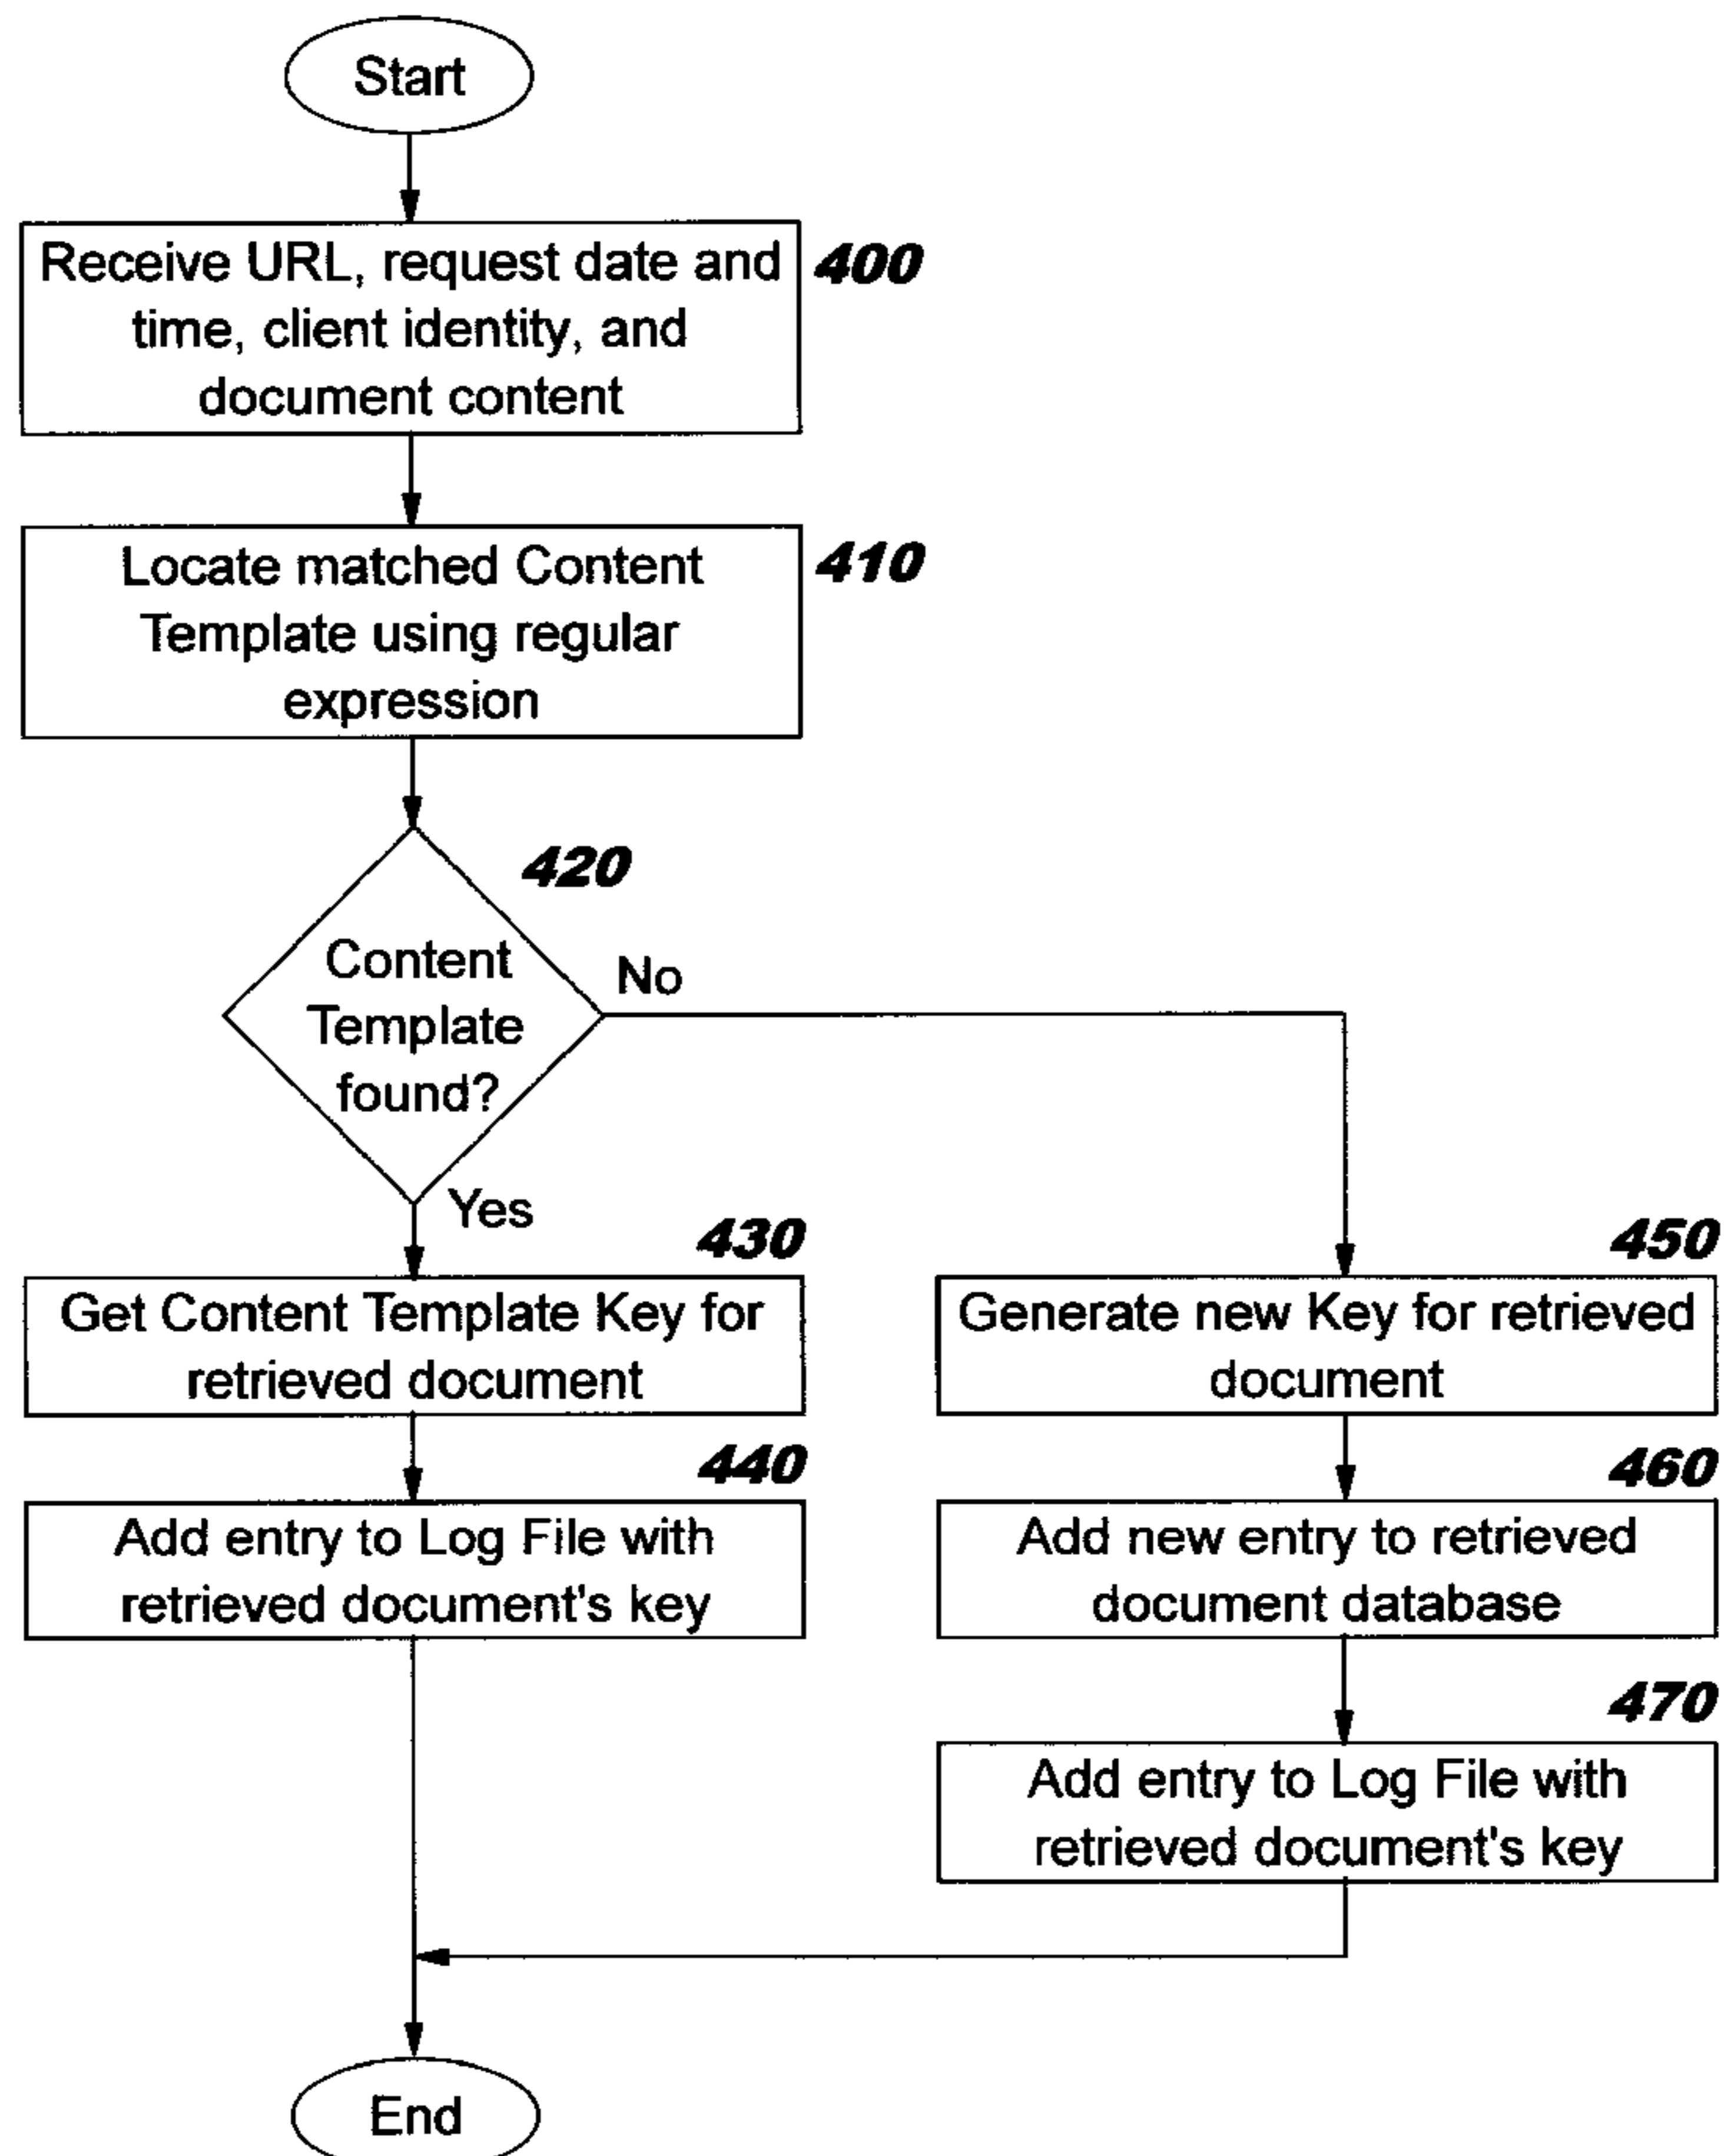 Start
Receive URL, request date and
time, client identity, and
document content
400
Locate matched Content
Template using regular
expression
410
420
Content
Template
found?
No
Yes
430
Get Content Template Key for
retrieved document
440
Add entry to Log File with
retrieved document's key
450
Generate new Key for retrieved
document
460
Add new entry to retrieved
document database
470
Add entry to Log File with
retrieved document's key
End